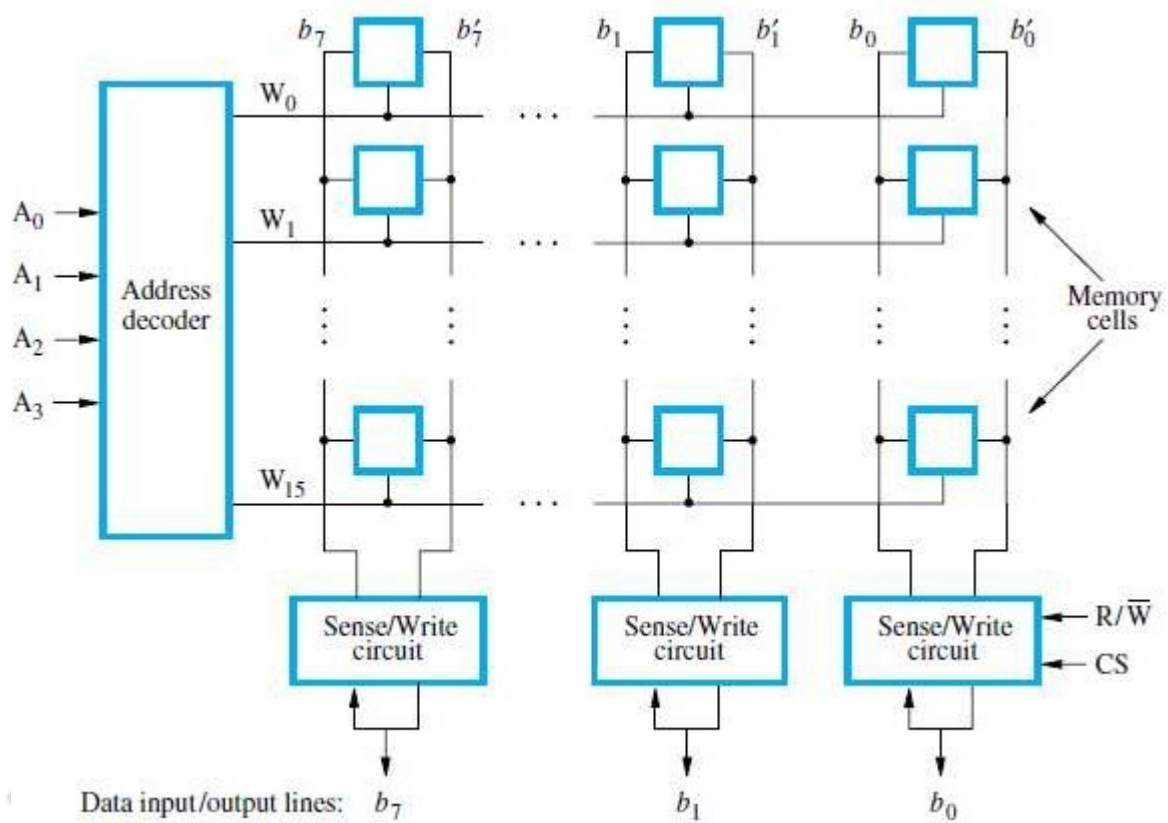 b₇ b′₇ b₁ b′₁ b₀ b′₀
W₀
• • •
W₁
• • •
A₀
A₁
A₂
A₃
Address
decoder
Memory
cells
W₁₅
• • •
Sense/Write
circuit
Sense/Write
circuit
Sense/Write
circuit
R/W̅
CS
Data input/output lines: b₇ b₁ b₀